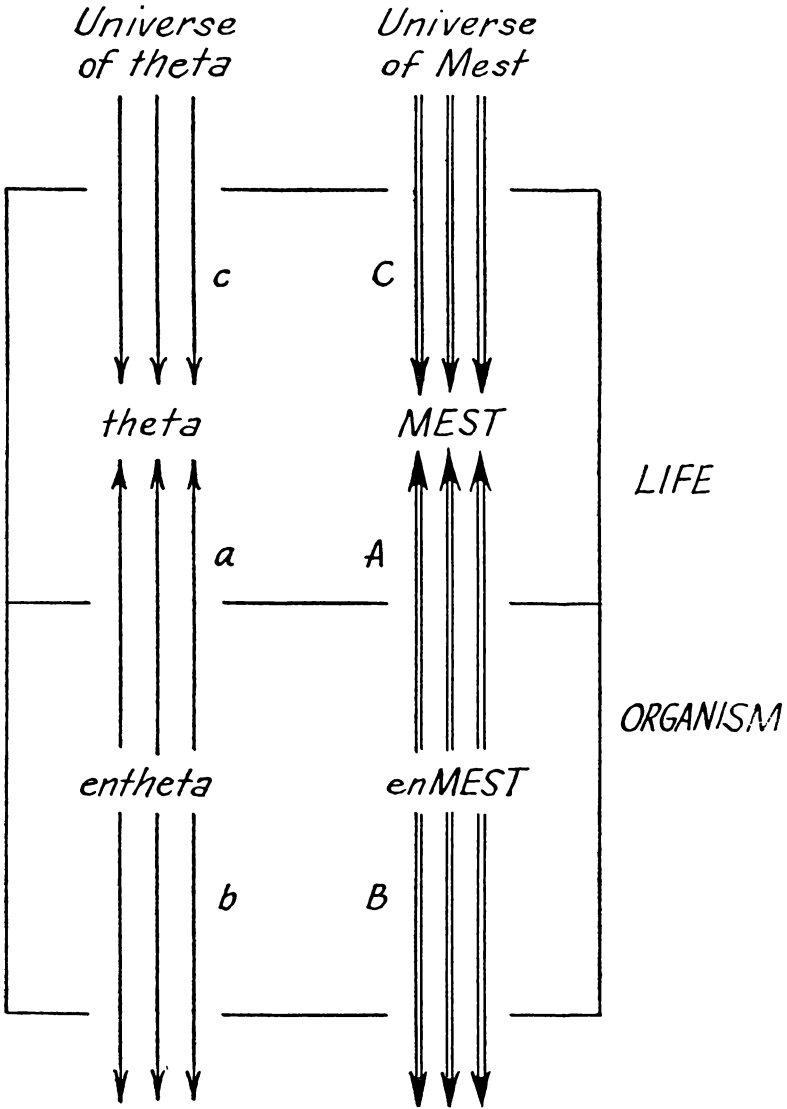 Universe
of theta
Universe
of Mest
c
C
theta
MEST
LIFE
a
A
ORGANISM
entheta
enMEST
b
B